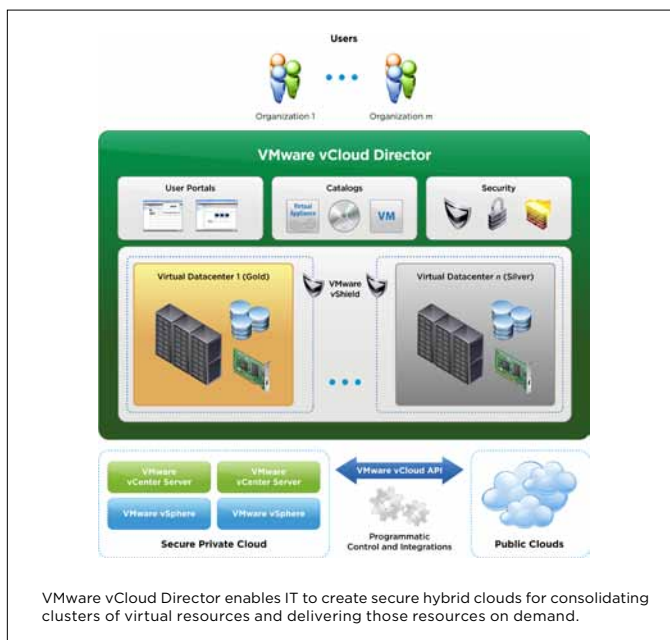 Users
Organization 1
Organization m
VMware vCloud Director
User Portals
Catalogs
Security
Virtual Appliance
VM
Virtual Datacenter 1 (Gold)
VMware
vShield
Virtual Datacenter n (Silver)
VMware
vCenter Server
VMware
vCenter Server
VMware vSphere
VMware vSphere
Secure Private Cloud
VMware vCloud API
Programmatic
Control and Integrations
Public Clouds
VMware vCloud Director enables IT to create secure hybrid clouds for consolidating
clusters of virtual resources and delivering those resources on demand.